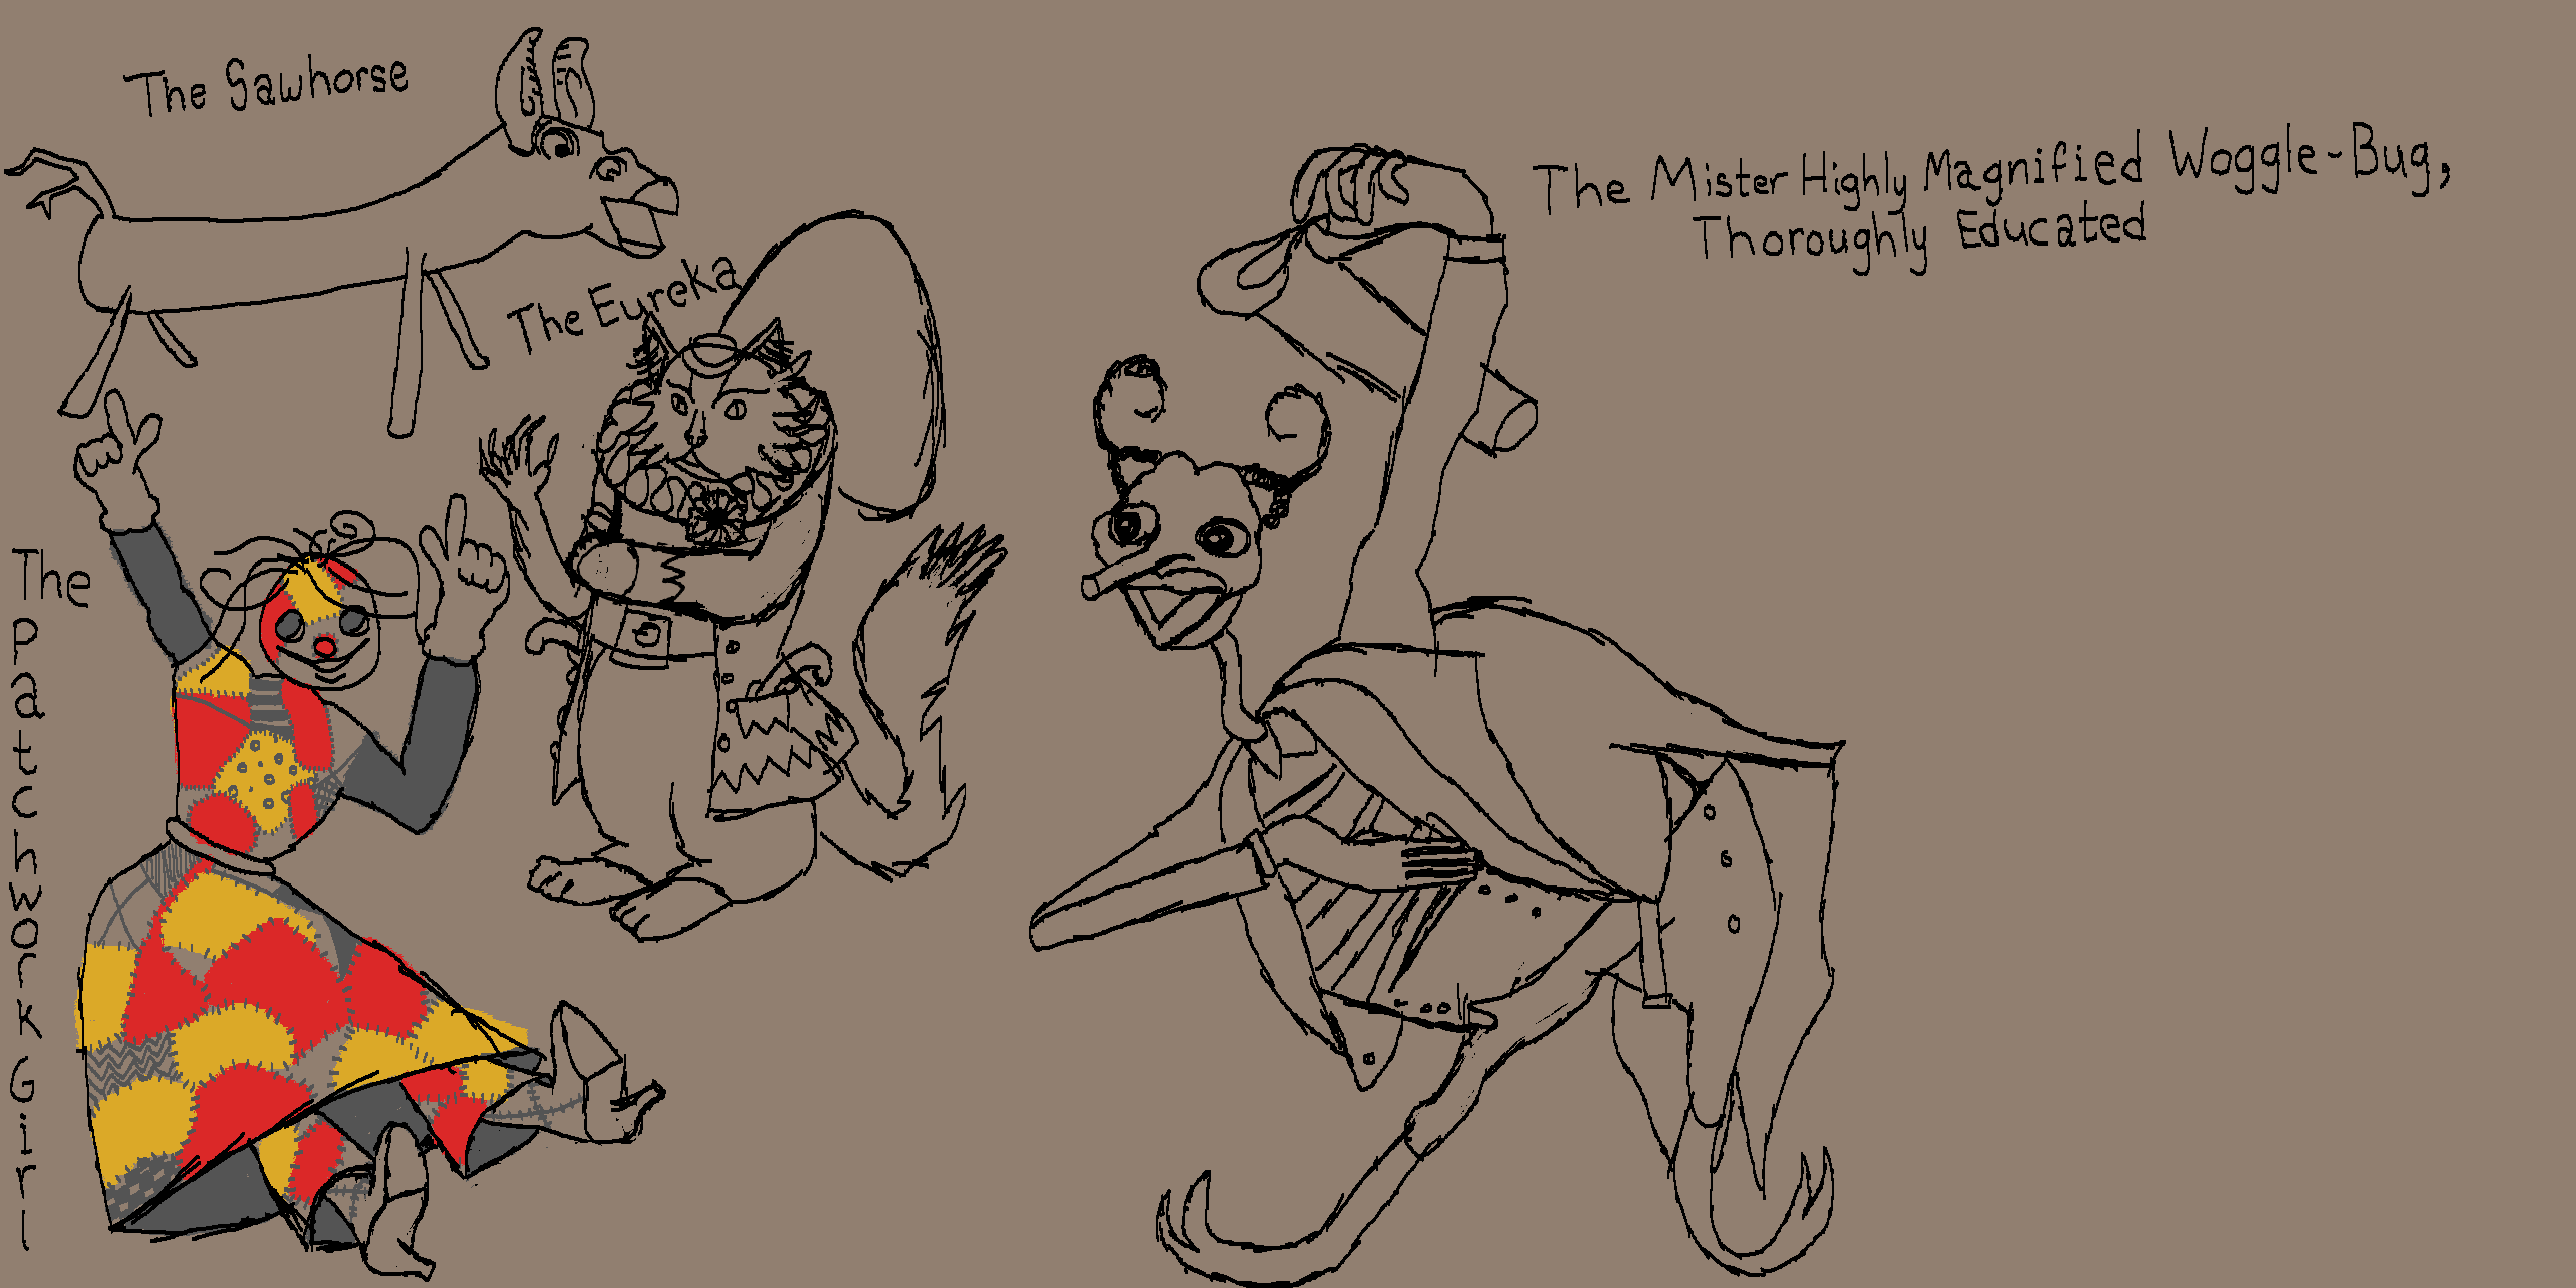 The Sawhorse
The Eureka
The Mister Highly Magnified Woggle-Bug,
Thoroughly Educated
The
Patchwork Girl